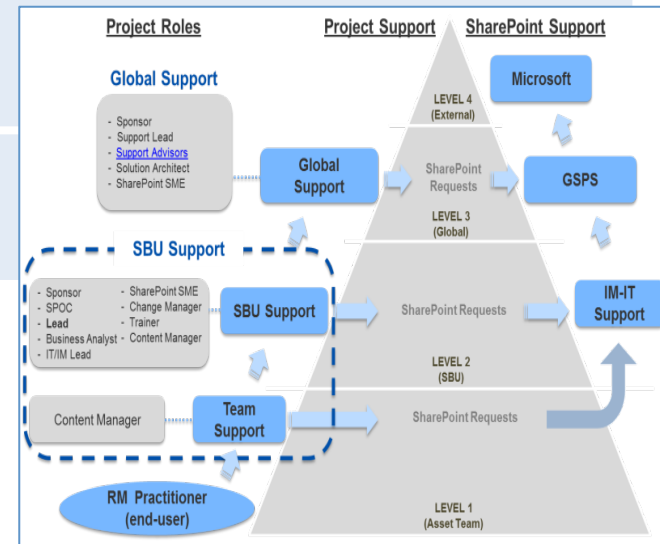 Project Roles
Project Support
SharePoint Support
Global Support
- Sponsor
- Support Lead
- Support Advisors
- Solution Architect
- SharePoint SME
Global
Support
LEVEL 4
(External)
Microsoft
SharePoint
Requests
GSPS
LEVEL 3
(Global)
SBU Support
- Sponsor
- SPOC
- Lead
- Business Analyst
- IT/IM Lead
- SharePoint SME
- Change Manager
- Trainer
- Content Manager
SBU Support
SharePoint Requests
IM-IT
Support
LEVEL 2
(SBU)
Content Manager
Team
Support
SharePoint Requests
RM Practitioner
(end-user)
LEVEL 1
(Asset Team)